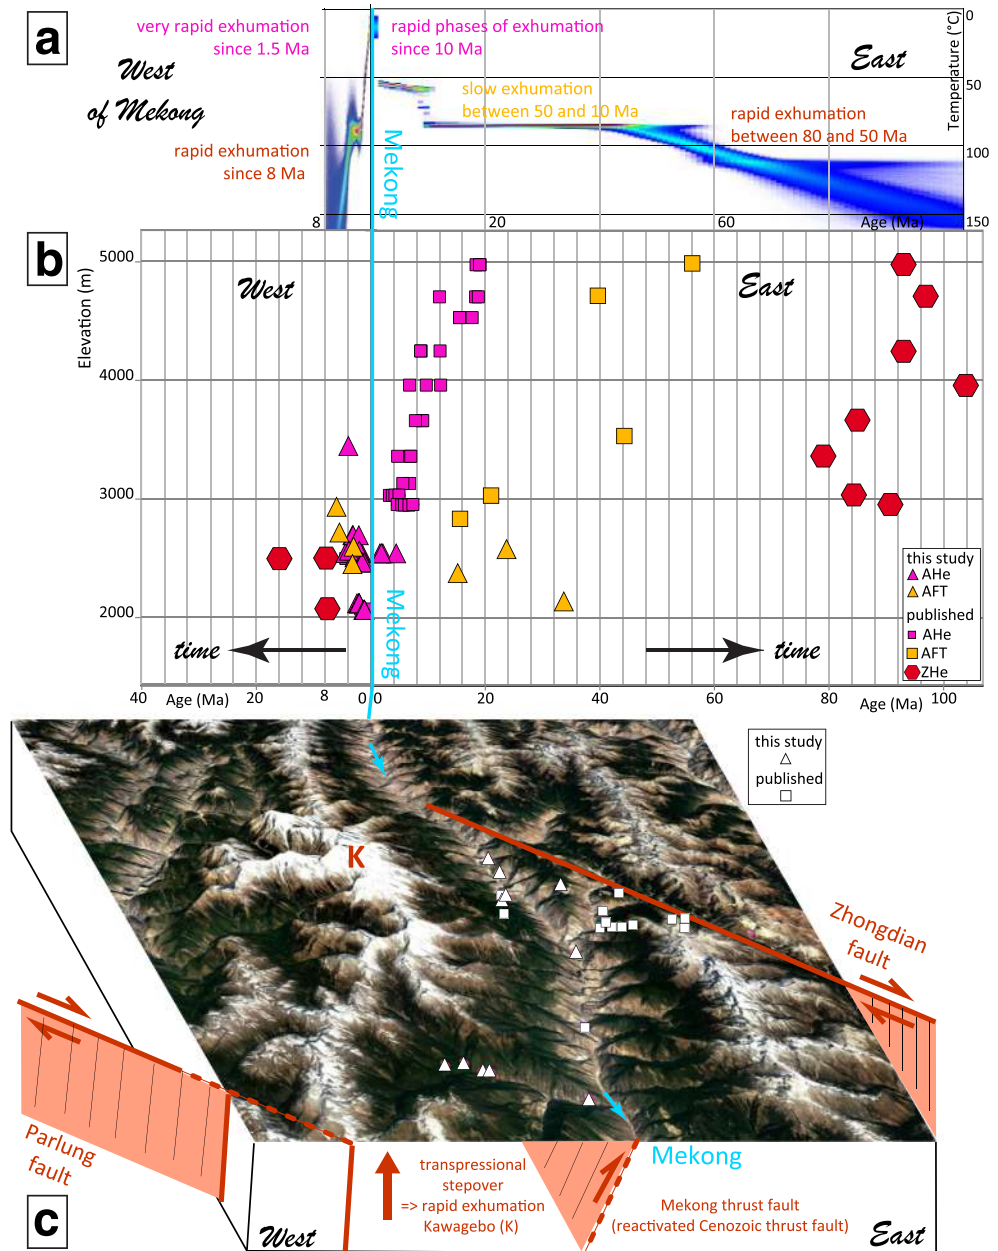 a
very rapid exhumation
since 1.5 Ma
rapid phases of exhumation
since 10 Ma
West
of Mekong
East
slow exhumation
between 50 and 10 Ma
rapid exhumation
between 80 and 50 Ma
rapid exhumation
since 8 Ma
Mekong
Temperature (°C)
0
50
100
150
8
20
60
Age (Ma)
b
Elevation (m)
5000
4000
3000
2000
West
East
Mekong
time
time
this study
AHe
AFT
published
AHe
AFT
ZHe
40
Age (Ma)
20
8
0
0
20
40
60
80
Age (Ma)
100
this study
published
K
Zhongdian
fault
Parlung
fault
Mekong
transpressional
stepover
=> rapid exhumation
Kawagebo (K)
Mekong thrust fault
(reactivated Cenozoic thrust fault)
c
West
East